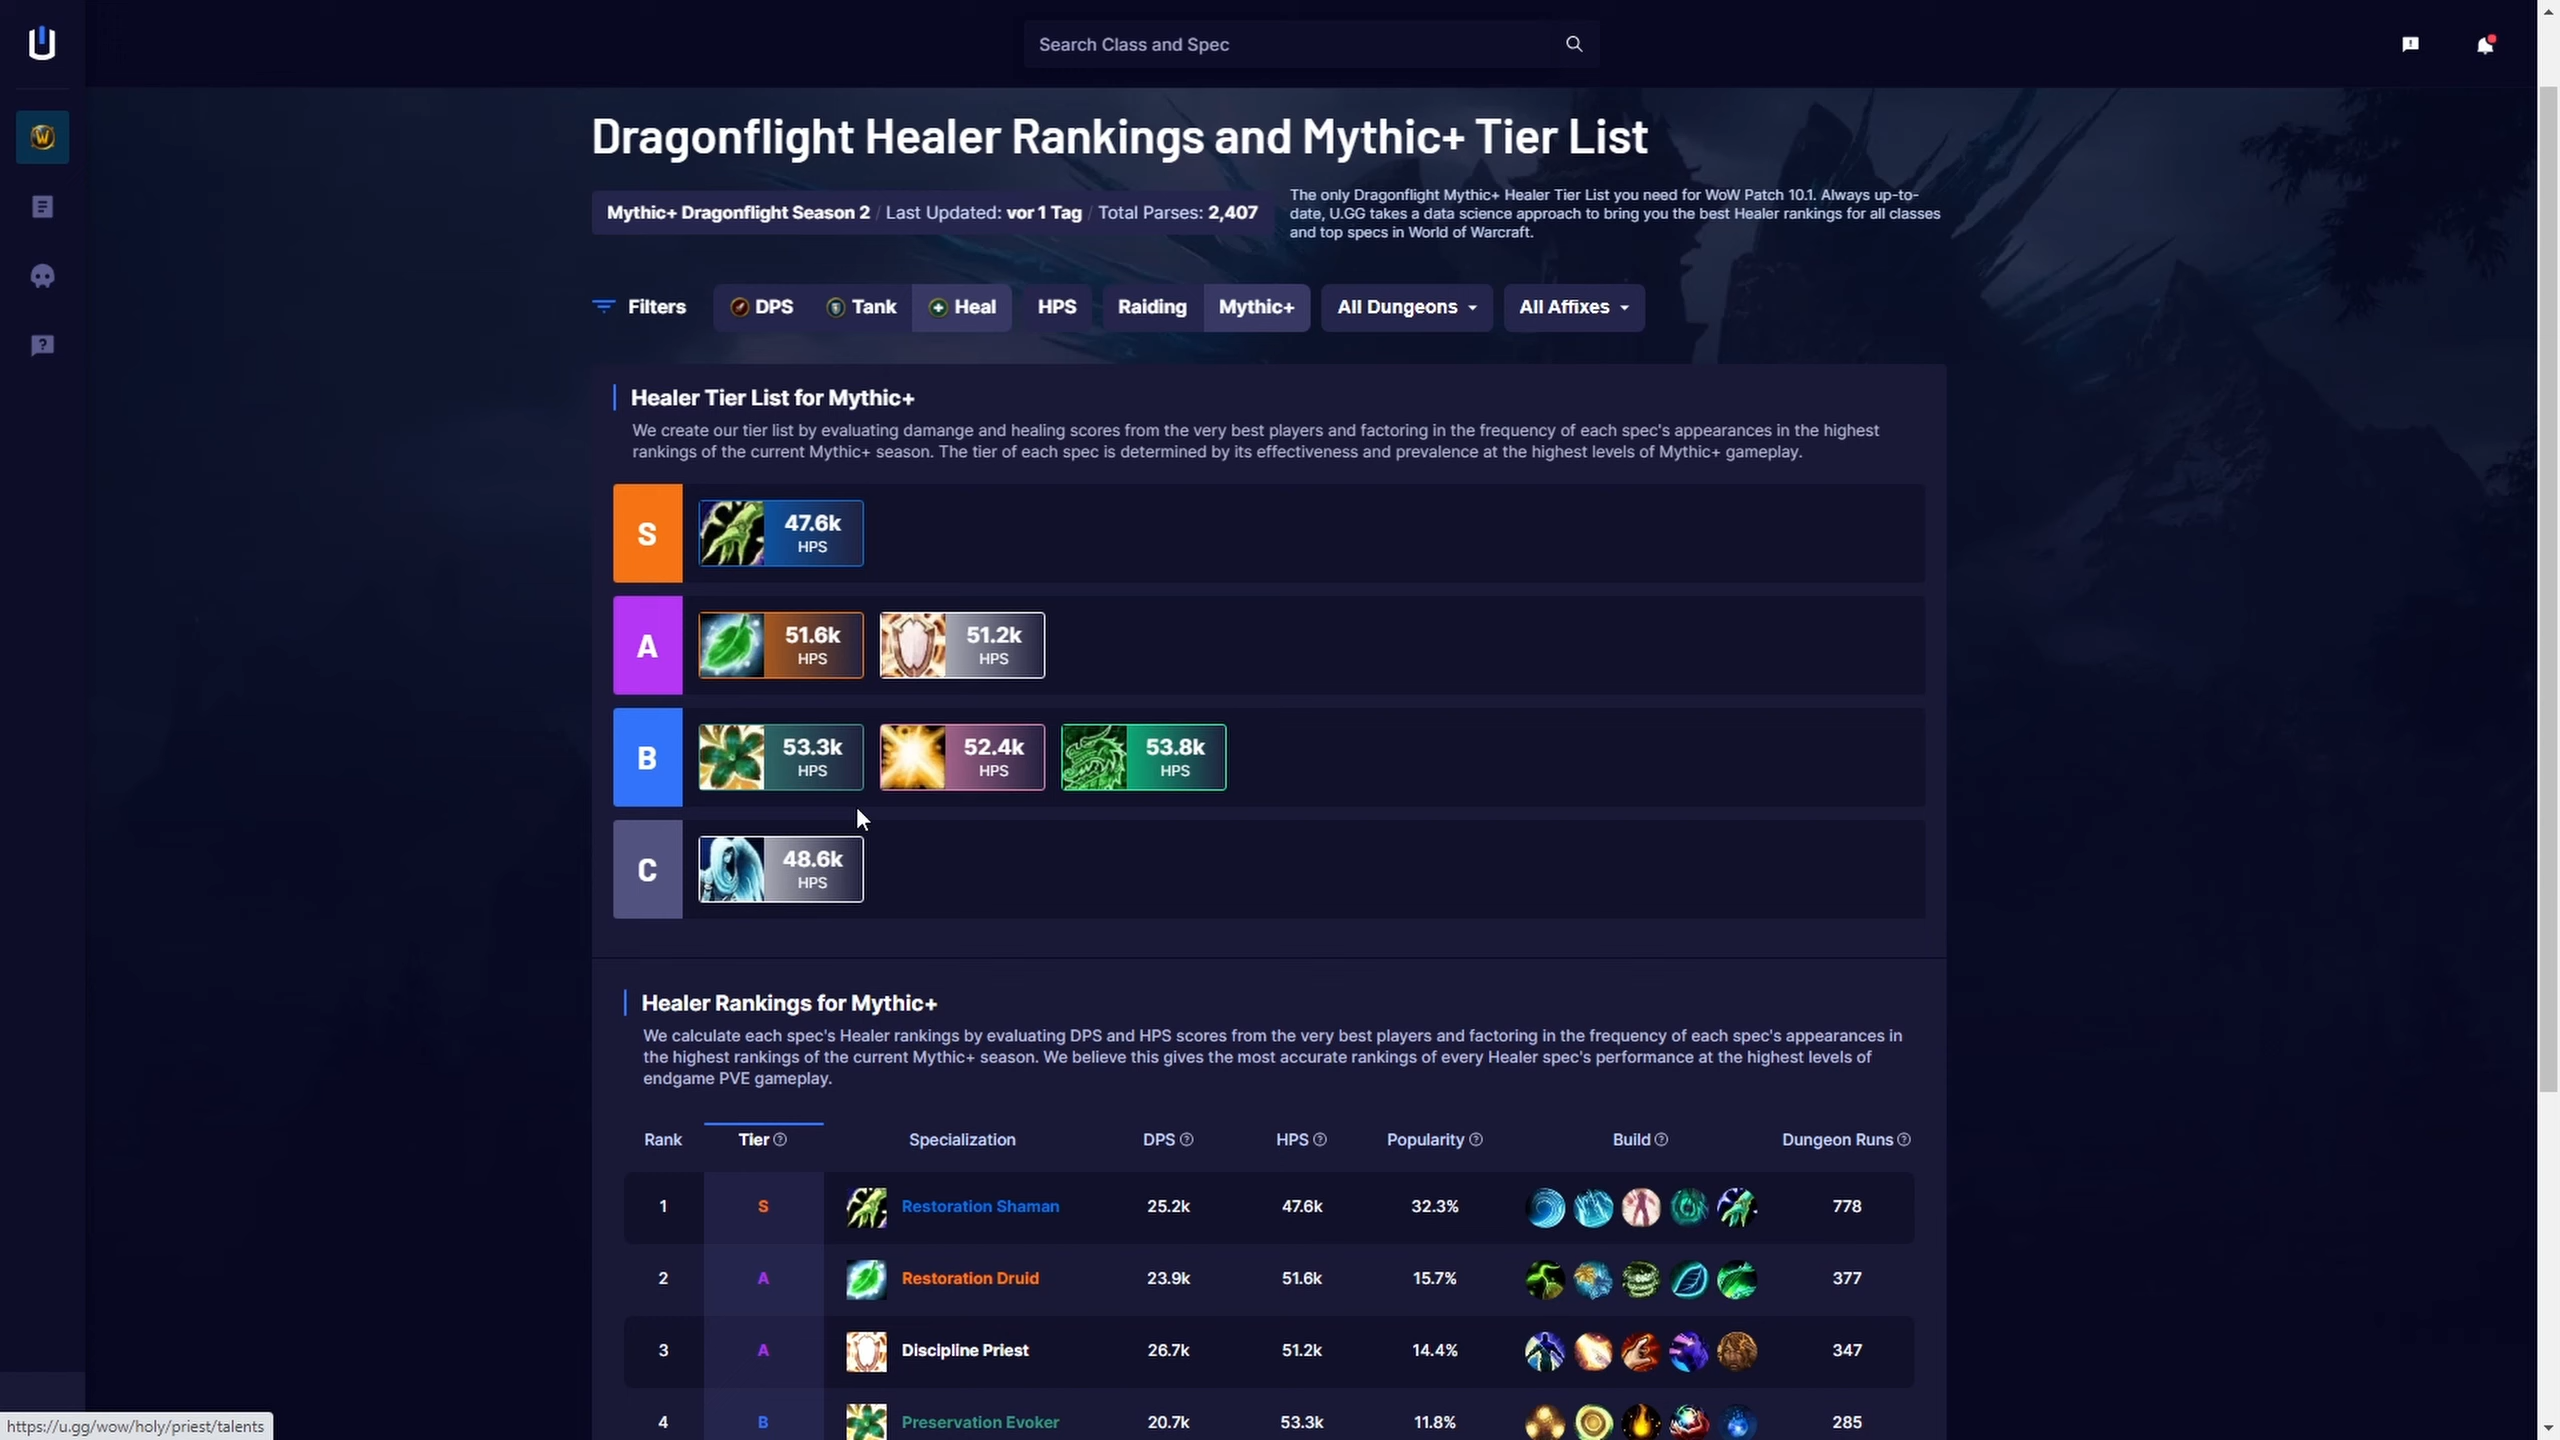 Search Class and Spec
Dragonflight Healer Rankings and Mythic+ Tier List
Mythic+ Dragonflight Season 2 / Last Updated: vor 1 Tag / Total Parses: 2,407
The only Dragonflight Mythic+ Healer Tier List you need for WoW Patch 10.1. Always up-to-
date, U.GG takes a data science approach to bring you the best Healer rankings for all classes
and top specs in World of Warcraft.
Filters DPS Tank Heal HPS Raiding Mythic+ All Dungeons All Affixes
Healer Tier List for Mythic+
We create our tier list by evaluating damange and healing scores from the very best players and factoring in the frequency of each spec's appearances in the highest
rankings of the current Mythic+ season. The tier of each spec is determined by its effectiveness and prevalence at the highest levels of Mythic+ gameplay.
S
47.6k
HPS
A
51.6k
HPS
51.2k
HPS
B
53.3k
HPS
52.4k
HPS
53.8k
HPS
C
48.6k
HPS
Healer Rankings for Mythic+
We calculate each spec's Healer rankings by evaluating DPS and HPS scores from the very best players and factoring in the frequency of each spec's appearances in
the highest rankings of the current Mythic+ season. We believe this gives the most accurate rankings of every Healer spec's performance at the highest levels of
endgame PVE gameplay.
Rank Tier Specialization DPS HPS Popularity Build Dungeon Runs
1 S Restoration Shaman 25.2k 47.6k 32.3% 778
2 A Restoration Druid 23.9k 51.6k 15.7% 377
3 A Discipline Priest 26.7k 51.2k 14.4% 347
4 B Preservation Evoker 20.7k 53.3k 11.8% 285
https://u.gg/wow/holy/priest/talents